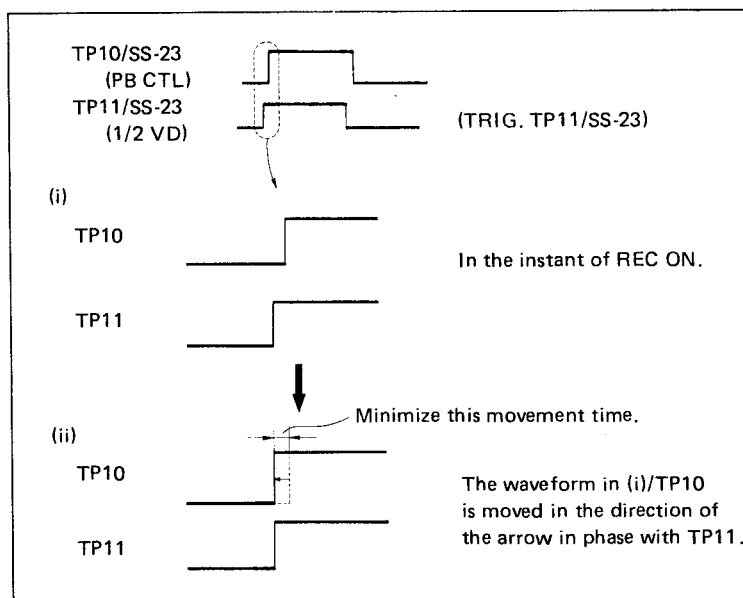 TP10/SS-23
(PB CTL)
TP11/SS-23
(1/2 VD)
(TRIG. TP11/SS-23)
(i)
TP10
In the instant of REC ON.
TP11
Minimize this movement time.
(ii)
TP10
The waveform in (i)/TP10
is moved in the direction of
the arrow in phase with TP11.
TP11